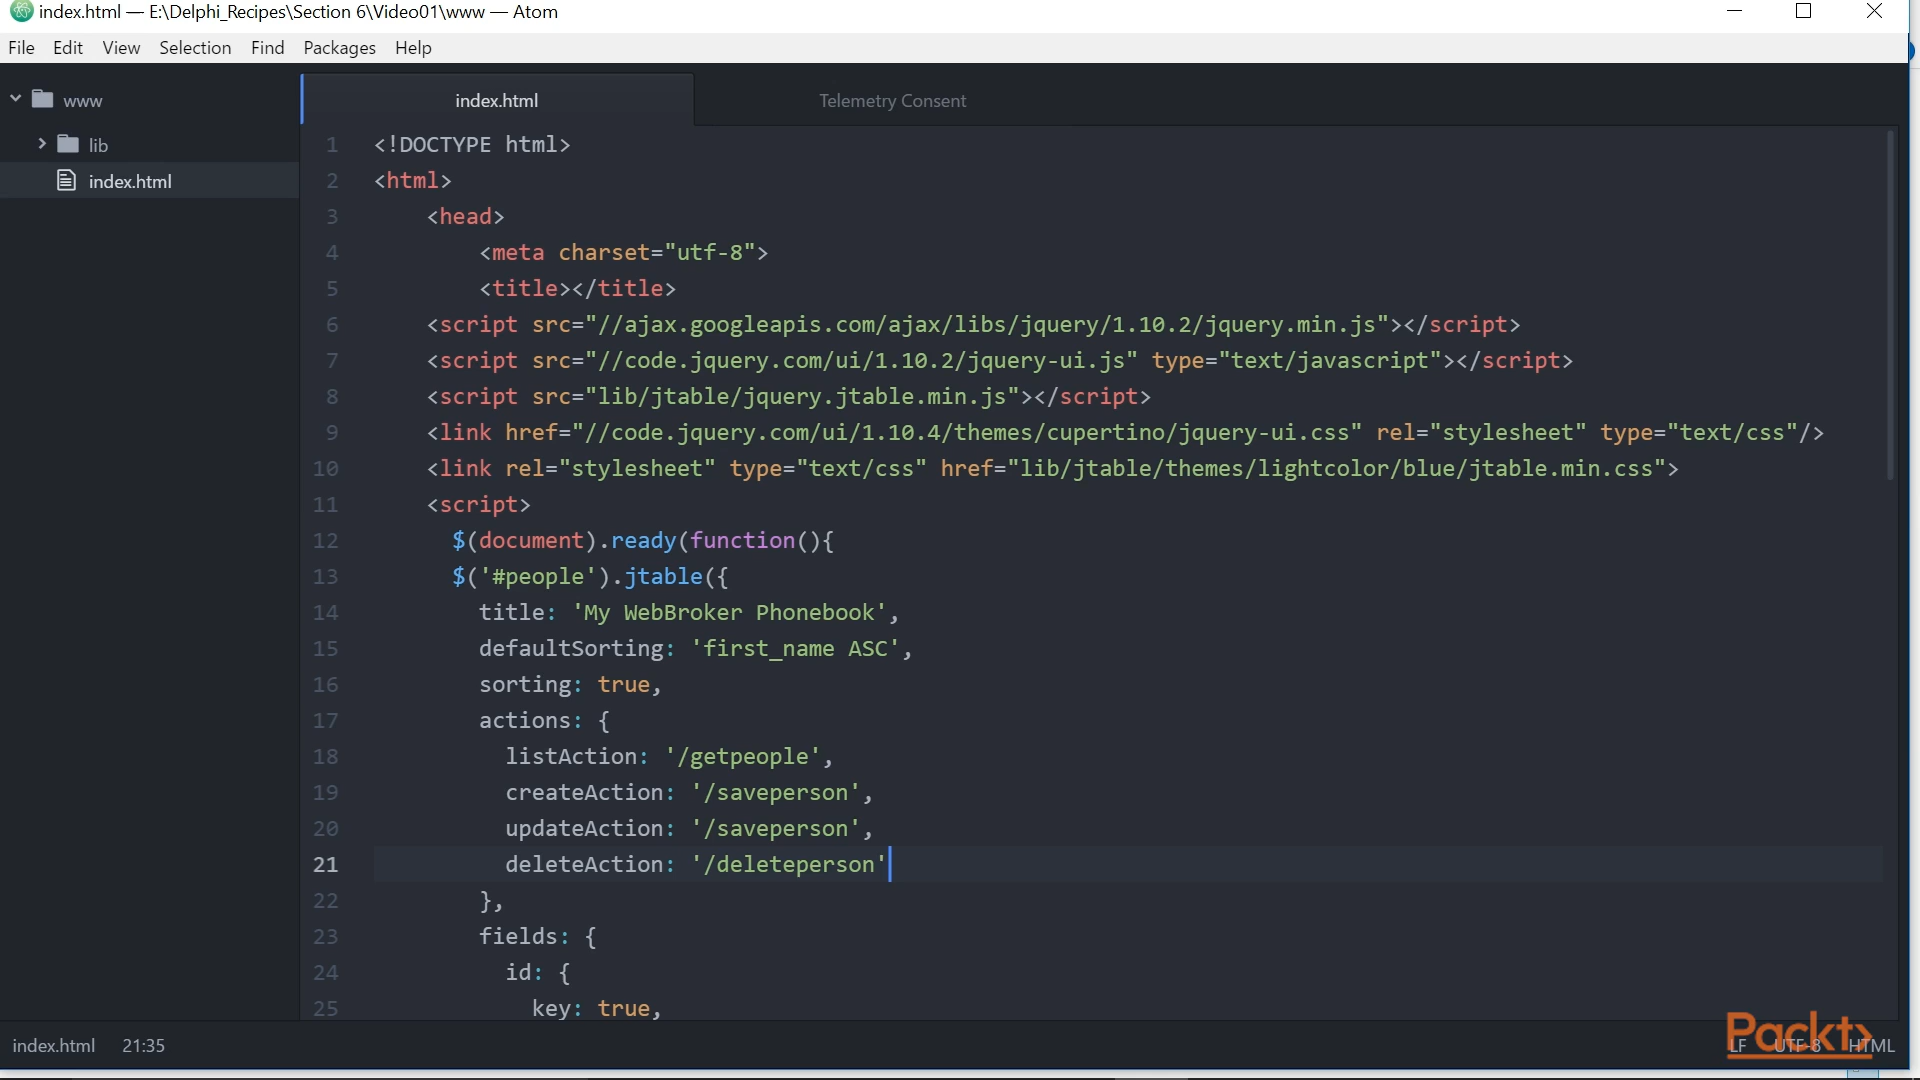 index.html — E:\Delphi_Recipes\Section 6\Video01\www — Atom
File Edit View Selection Find Packages Help
www
lib
index.html
index.html
Telemetry Consent
1 <!DOCTYPE html>
2 <html>
3 <head>
4 <meta charset="utf-8">
5 <title></title>
6 <script src="//ajax.googleapis.com/ajax/libs/jquery/1.10.2/jquery.min.js"></script>
7 <script src="//code.jquery.com/ui/1.10.2/jquery-ui.js" type="text/javascript"></script>
8 <script src="lib/jtable/jquery.jtable.min.js"></script>
9 <link href="//code.jquery.com/ui/1.10.4/themes/cupertino/jquery-ui.css" rel="stylesheet" type="text/css"/>
10 <link rel="stylesheet" type="text/css" href="lib/jtable/themes/lightcolor/blue/jtable.min.css">
11 <script>
12 $(document).ready(function(){
13 $('#people').jtable({
14 title: 'My WebBroker Phonebook',
15 defaultSorting: 'first_name ASC',
16 sorting: true,
17 actions: {
18 listAction: '/getpeople',
19 createAction: '/saveperson',
20 updateAction: '/saveperson',
21 deleteAction: '/deleteperson'
22 },
23 fields: {
24 id: {
25 key: true,
index.html 21:35
Packt>
LF UTF-8 HTML